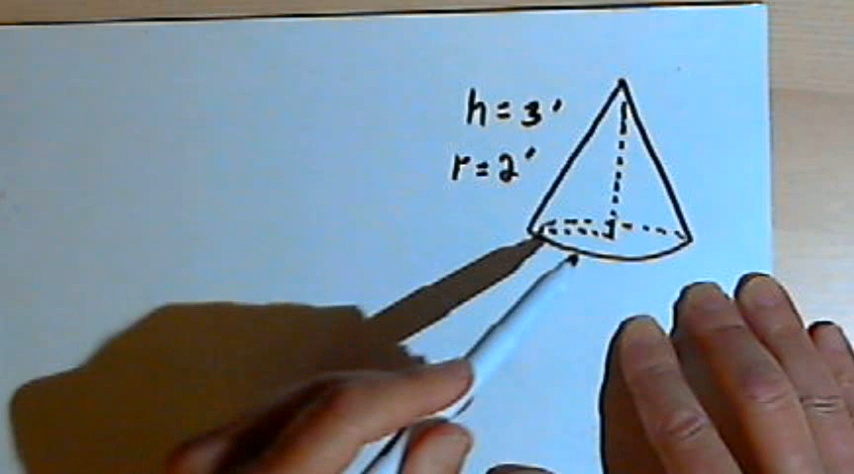 h = 3'
r = 2'